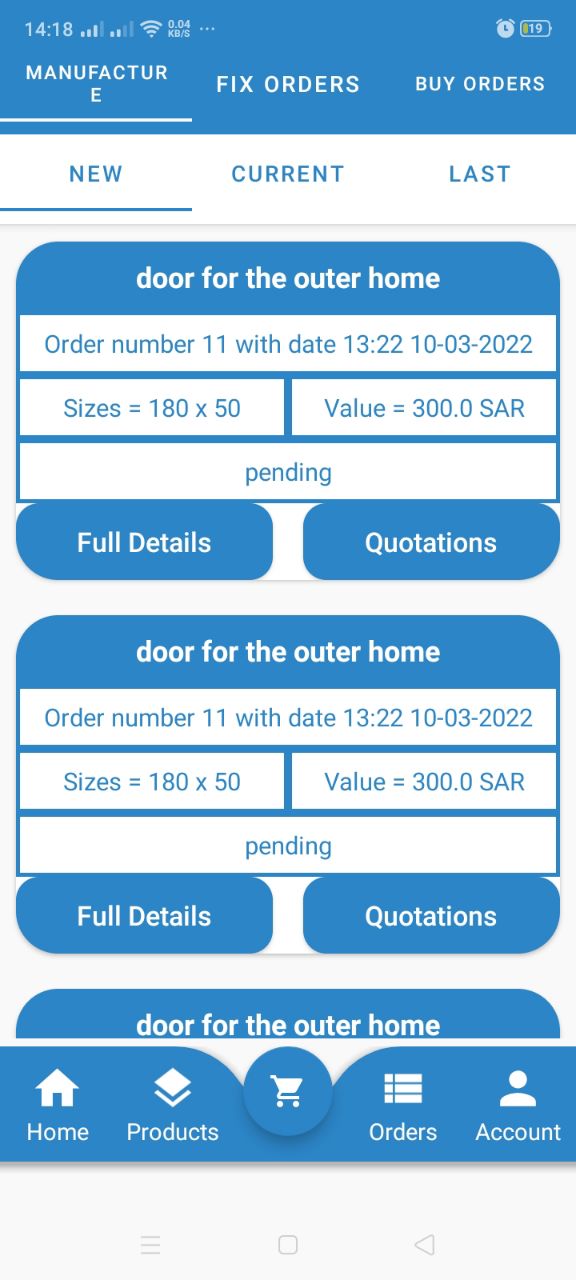 14:18 0.04 KB/S ... 19
MANUFACTUR
E
FIX ORDERS
BUY ORDERS
NEW CURRENT LAST
door for the outer home
Order number 11 with date 13:22 10-03-2022
Sizes = 180 x 50 Value = 300.0 SAR
pending
Full Details Quotations
door for the outer home
Order number 11 with date 13:22 10-03-2022
Sizes = 180 x 50 Value = 300.0 SAR
pending
Full Details Quotations
door for the outer home
Home Products Orders Account